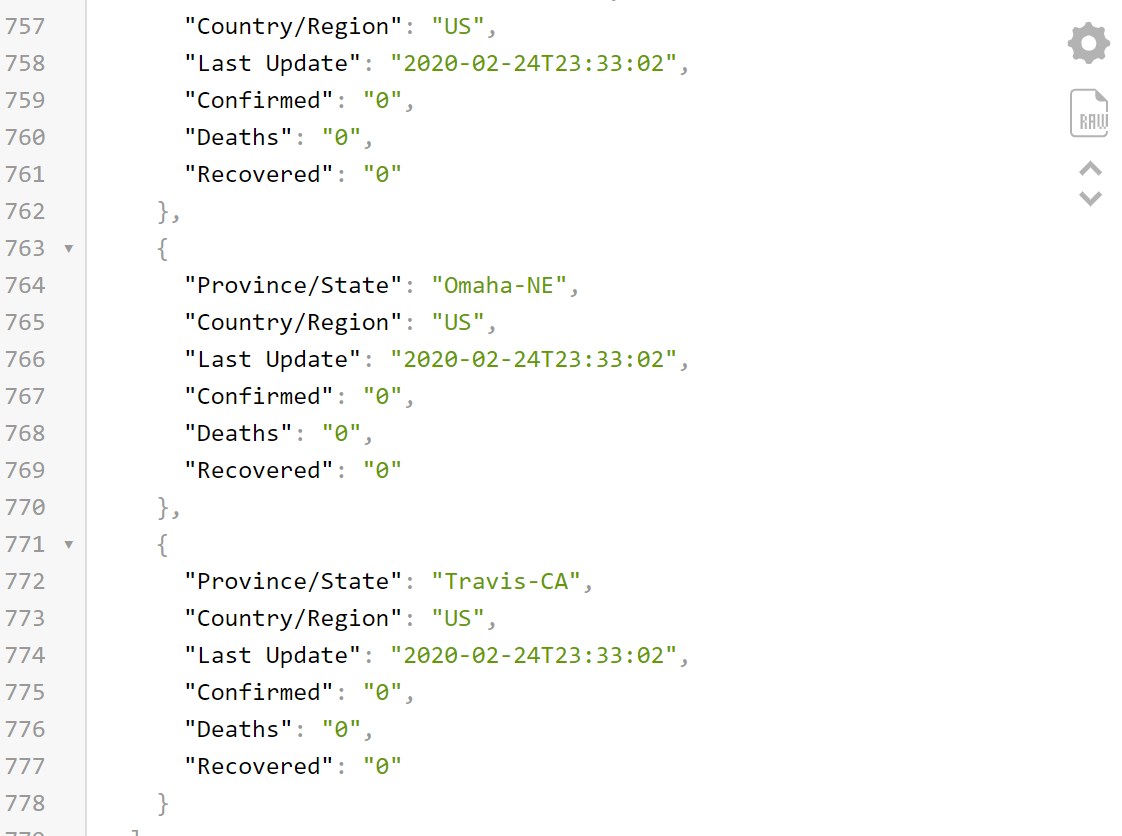 757 "Country/Region": "US",
758 "Last Update": "2020-02-24T23:33:02",
759 "Confirmed": "0",
760 "Deaths": "0",
761 "Recovered": "0"
762 },
763 ▼ {
764 "Province/State": "Omaha-NE",
765 "Country/Region": "US",
766 "Last Update": "2020-02-24T23:33:02",
767 "Confirmed": "0",
768 "Deaths": "0",
769 "Recovered": "0"
770 },
771 ▼ {
772 "Province/State": "Travis-CA",
773 "Country/Region": "US",
774 "Last Update": "2020-02-24T23:33:02",
775 "Confirmed": "0",
776 "Deaths": "0",
777 "Recovered": "0"
778 }
RAW